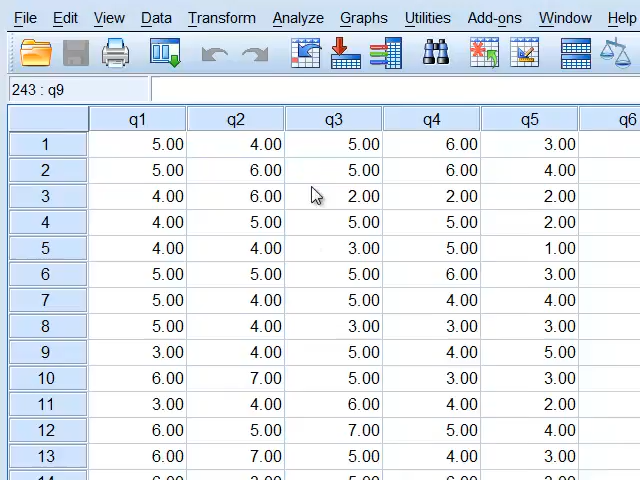 File Edit View Data Transform Analyze Graphs Utilities Add-ons Window Help
243 : q9
q1 q2 q3 q4 q5 q6
1 5.00 4.00 5.00 6.00 3.00
2 5.00 6.00 5.00 6.00 4.00
3 4.00 6.00 2.00 2.00 2.00
4 4.00 5.00 5.00 5.00 2.00
5 4.00 4.00 3.00 5.00 1.00
6 5.00 5.00 5.00 6.00 3.00
7 5.00 4.00 5.00 4.00 4.00
8 5.00 4.00 3.00 3.00 3.00
9 3.00 4.00 5.00 4.00 5.00
10 6.00 7.00 5.00 3.00 3.00
11 3.00 4.00 6.00 4.00 2.00
12 6.00 5.00 7.00 5.00 4.00
13 6.00 7.00 5.00 4.00 3.00